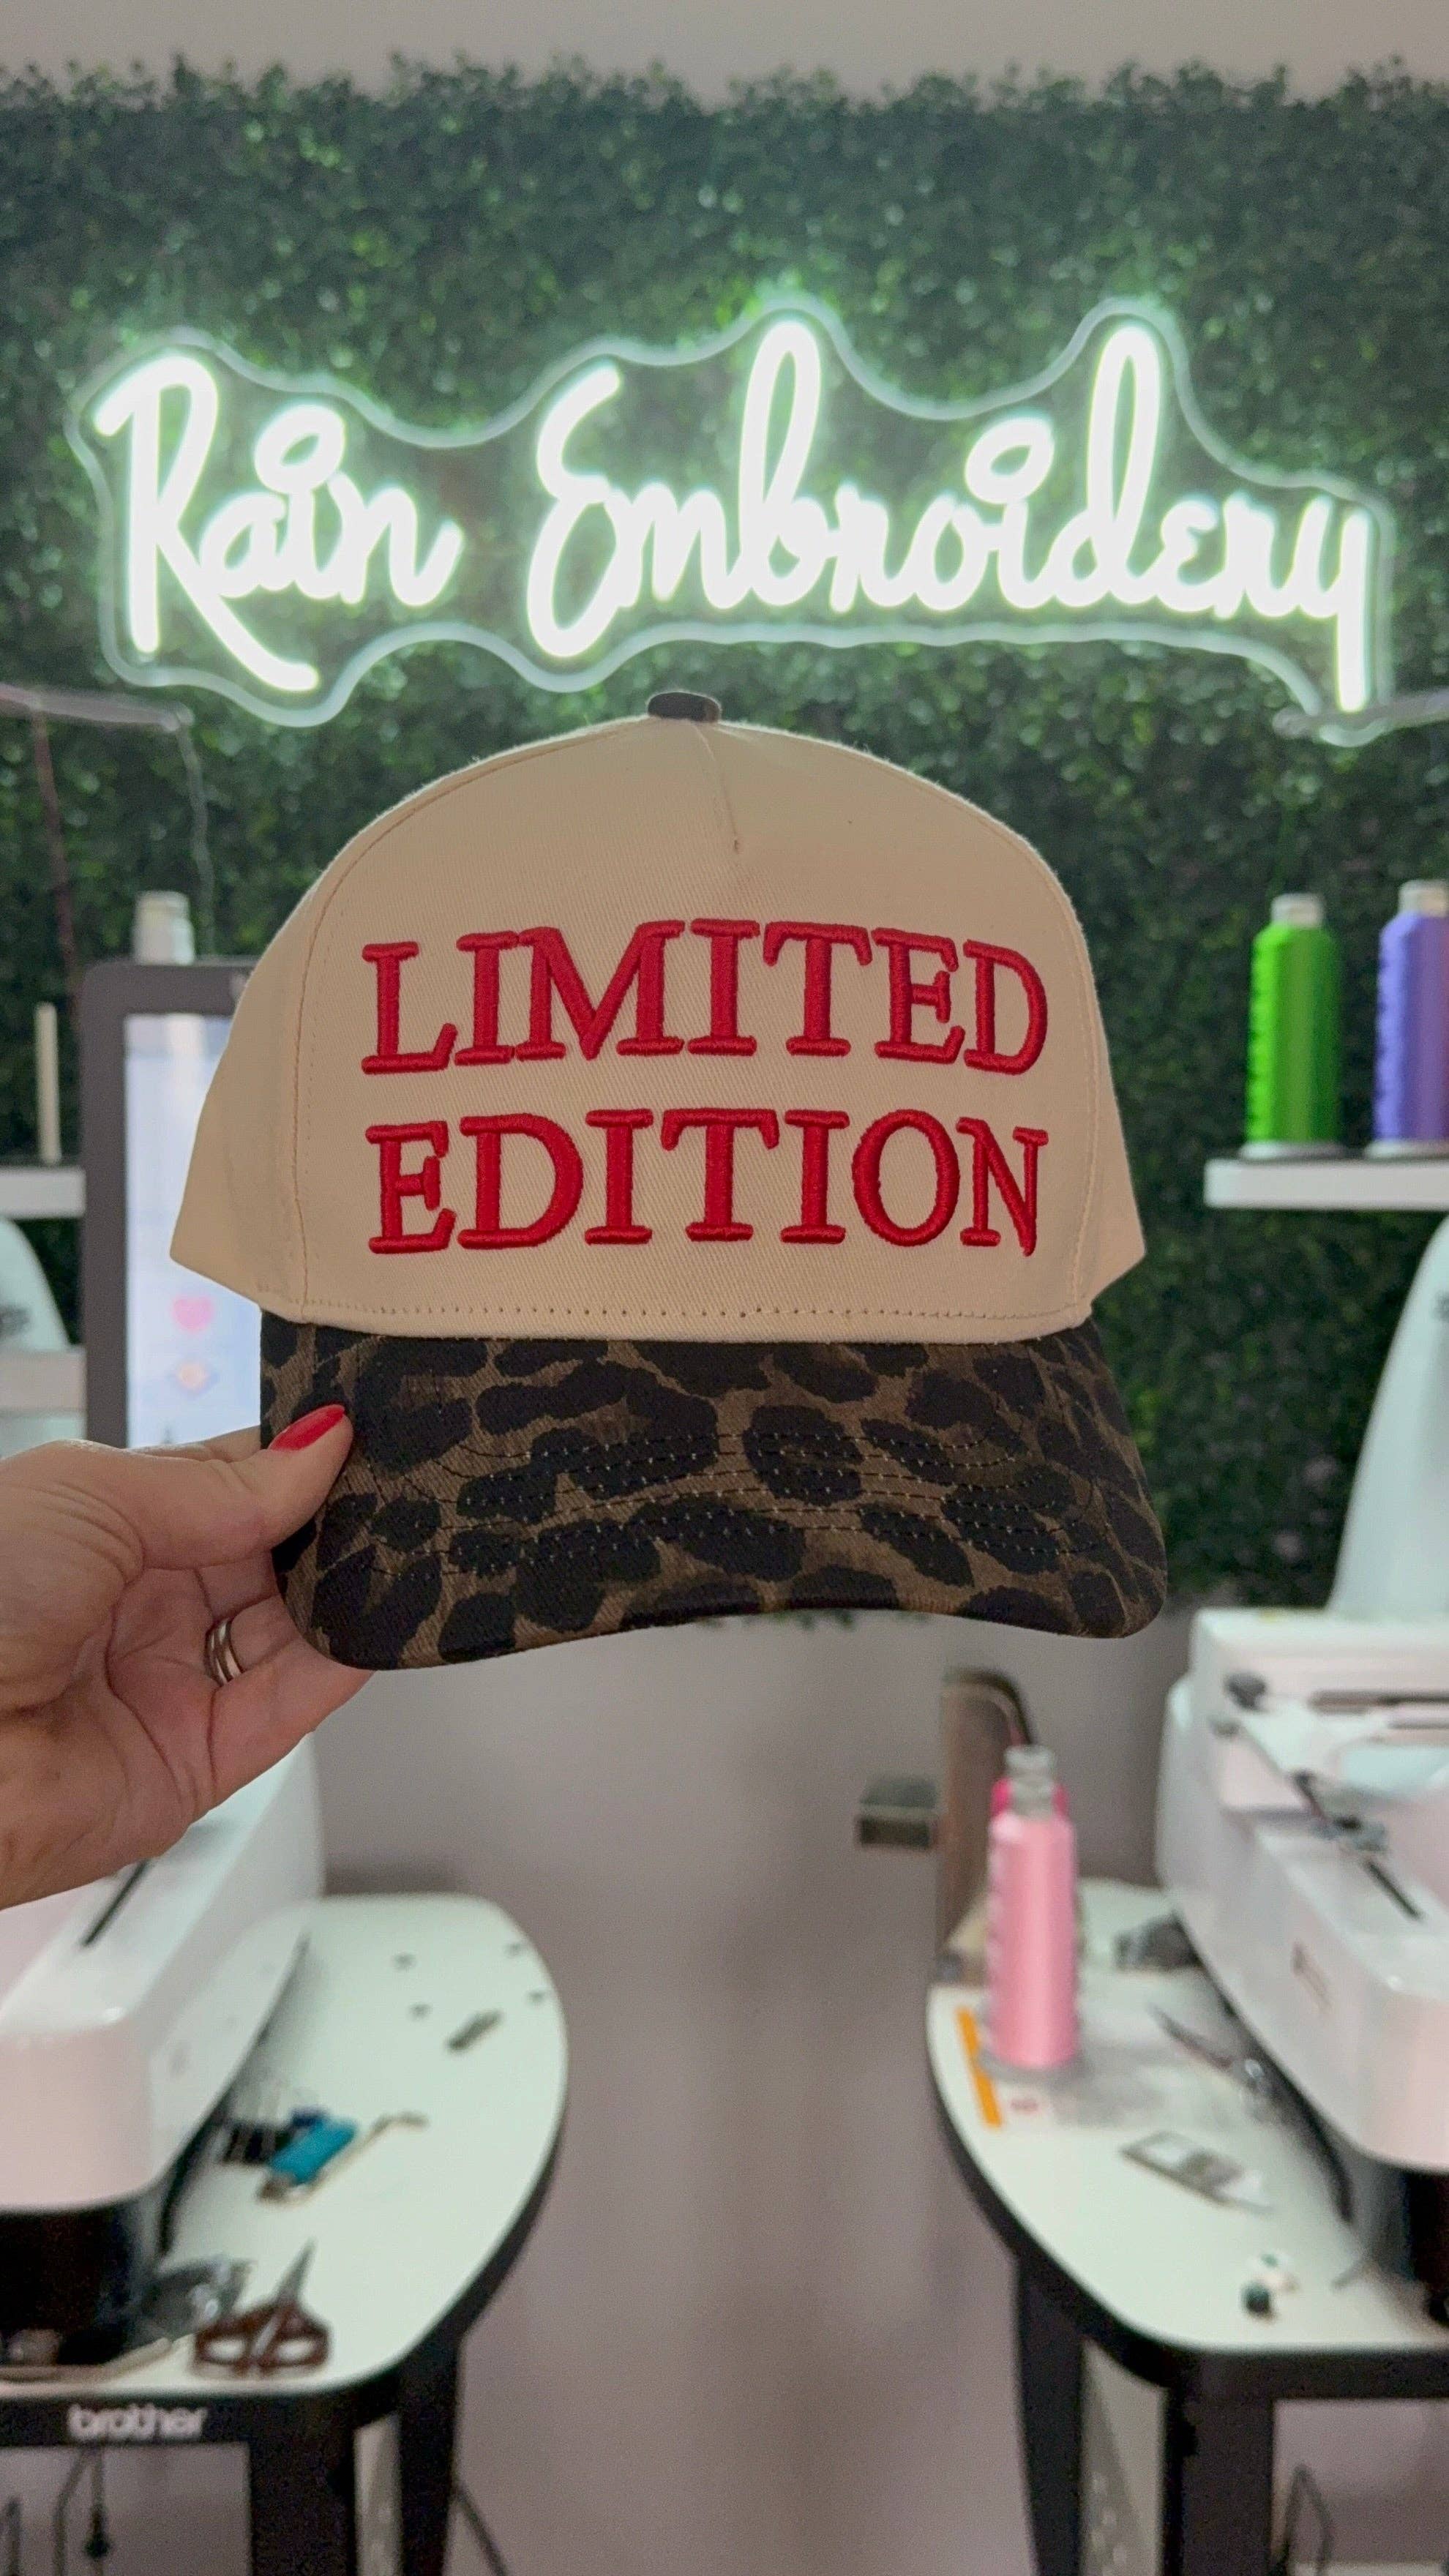 Rain Embroidery
LIMITED
EDITION
brother